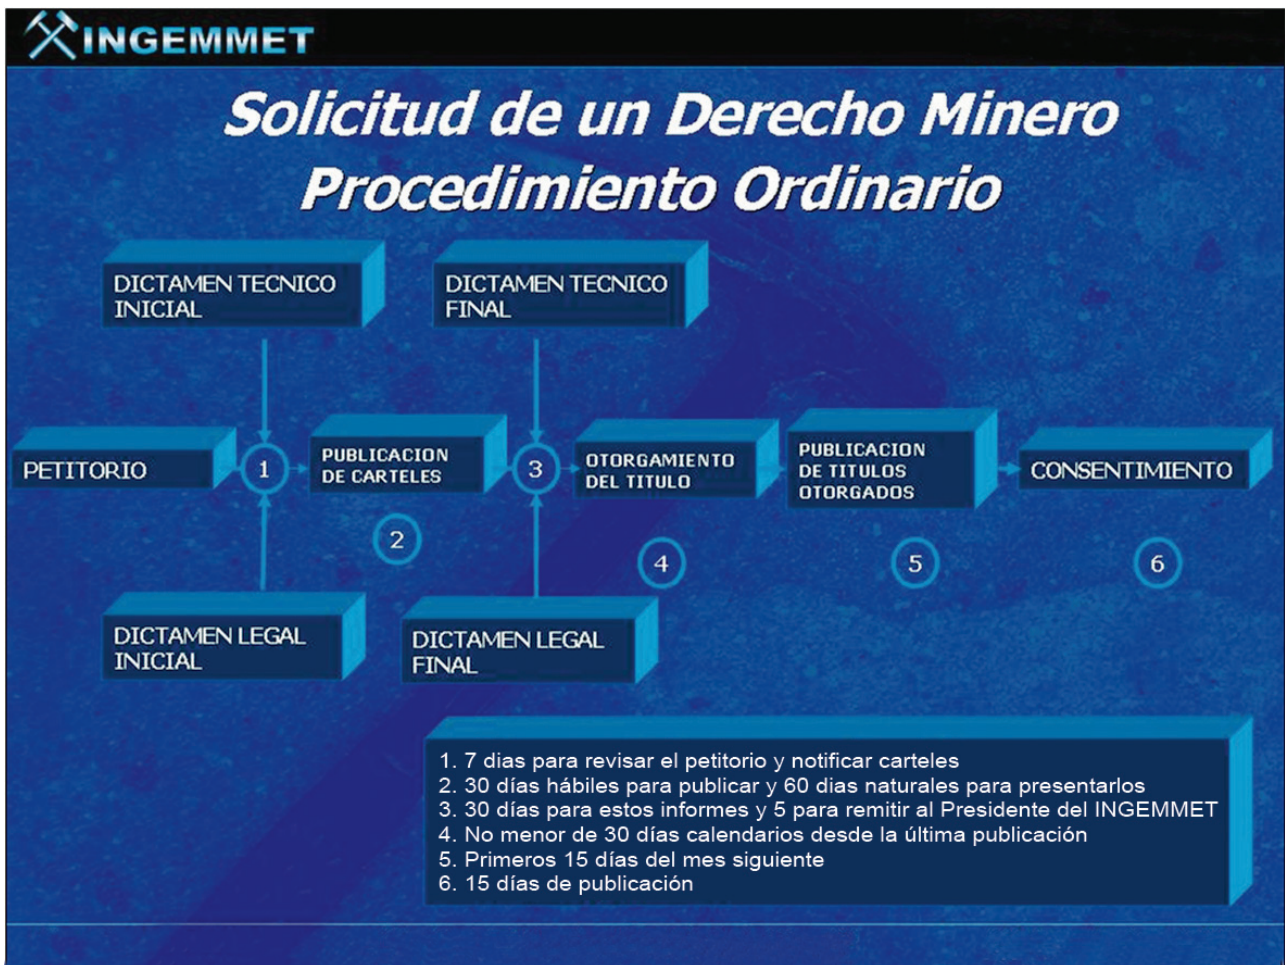 INGEMMET
Solicitud de un Derecho Minero
Procedimiento Ordinario
DICTAMEN TECNICO
INICIAL
DICTAMEN TECNICO
FINAL
PETITORIO
1
PUBLICACION
DE CARTELES
3
OTORGAMIENTO
DEL TITULO
PUBLICACION
DE TITULOS
OTORGADOS
CONSENTIMIENTO
2
4
5
6
DICTAMEN LEGAL
INICIAL
DICTAMEN LEGAL
FINAL
1. 7 dias para revisar el petitorio y notificar carteles
2. 30 días hábiles para publicar y 60 dias naturales para presentarlos
3. 30 días para estos informes y 5 para remitir al Presidente del INGEMMET
4. No menor de 30 días calendarios desde la última publicación
5. Primeros 15 días del mes siguiente
6. 15 días de publicación